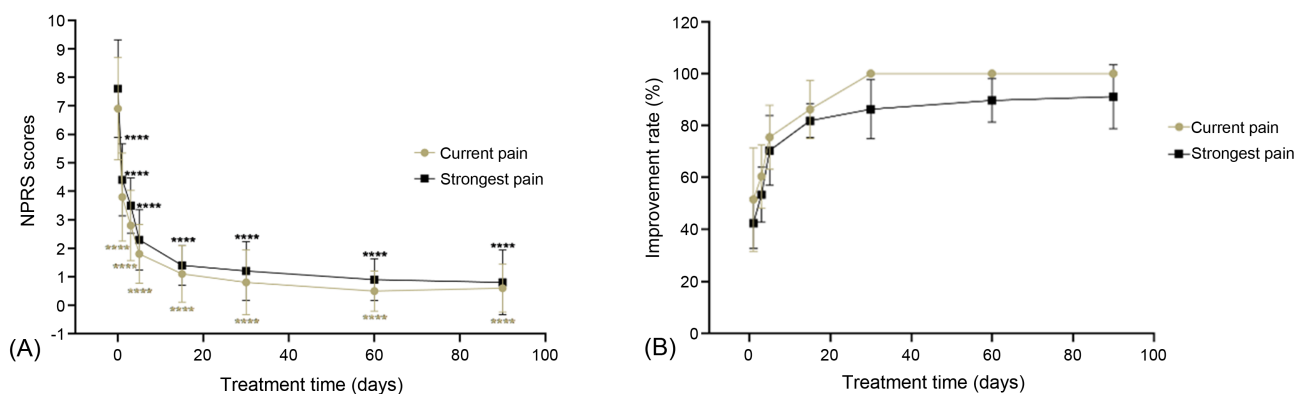 (A)
NPRS scores
10
9
8
7
6
5
4
3
2
1
0
-1
0 20 40 60 80 100
Treatment time (days)
Current pain
Strongest pain
**** **** **** **** **** **** ****
**** **** **** **** **** **** ****
(B)
Improvement rate (%)
120
100
80
60
40
20
0
0 20 40 60 80 100
Treatment time (days)
Current pain
Strongest pain